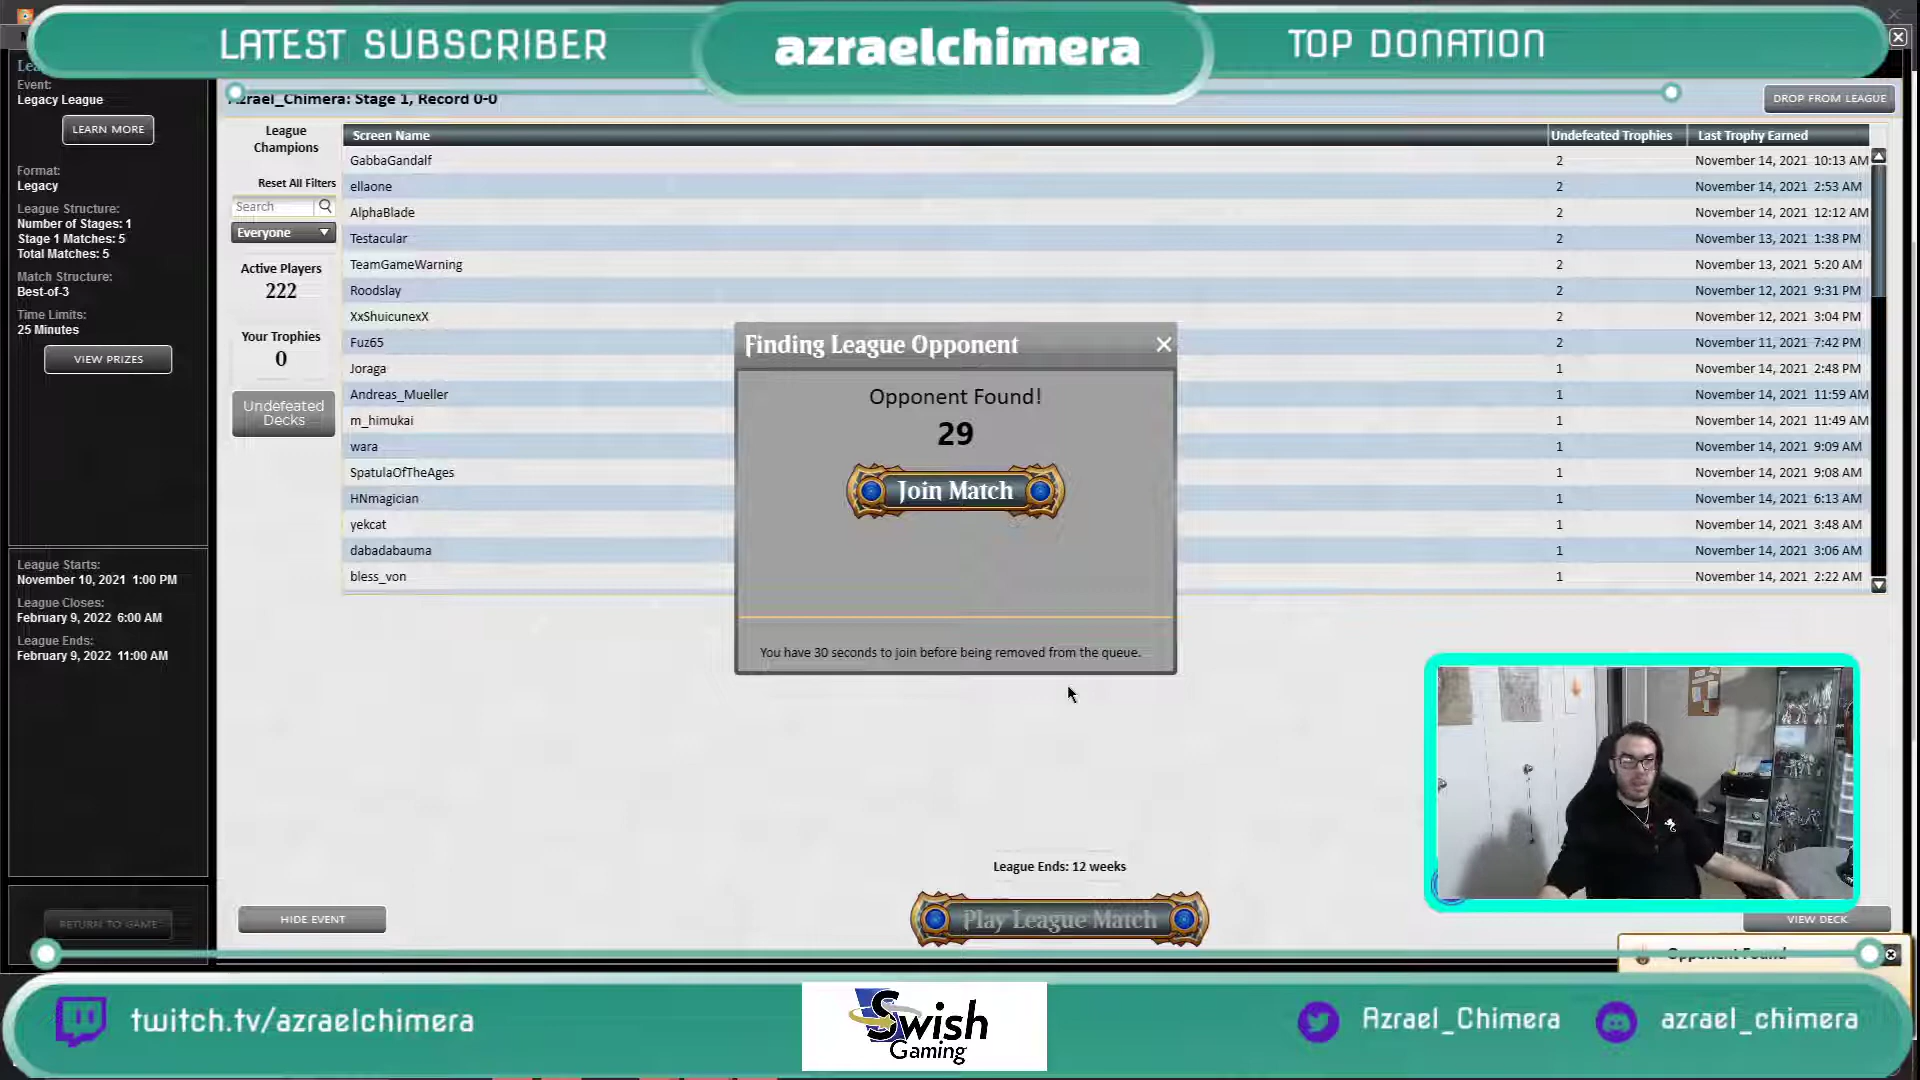 LATEST SUBSCRIBER
azraelchimera
TOP DONATION
Event:
Legacy League
LEARN MORE
Format:
Legacy
League Structure:
Number of Stages: 1
Stage 1 Matches: 5
Total Matches: 5
Match Structure:
Best-of-3
Time Limits:
25 Minutes
VIEW PRIZES
League Starts:
November 10, 2021 1:00 PM
League Closes:
February 9, 2022 6:00 AM
League Ends:
February 9, 2022 11:00 AM
RETURN TO GAME
Azrael_Chimera: Stage 1, Record 0-0
DROP FROM LEAGUE
League
Champions
Reset All Filters
Search
Everyone
Active Players
222
Your Trophies
0
Undefeated
Decks
Screen Name Undefeated Trophies Last Trophy Earned
GabbaGandalf 2 November 14, 2021 10:13 AM
ellaone 2 November 14, 2021 2:53 AM
AlphaBlade 2 November 14, 2021 12:12 AM
Testacular 2 November 13, 2021 1:38 PM
TeamGameWarning 2 November 13, 2021 5:20 AM
Roodslay 2 November 12, 2021 9:31 PM
XxShuicunexX 2 November 12, 2021 3:04 PM
Fuz65 2 November 11, 2021 7:42 PM
Joraga 1 November 14, 2021 2:48 PM
Andreas_Mueller 1 November 14, 2021 11:59 AM
m_himukai 1 November 14, 2021 11:49 AM
wara 1 November 14, 2021 9:09 AM
SpatulaOfTheAges 1 November 14, 2021 9:08 AM
HNmagician 1 November 14, 2021 6:13 AM
yekcat 1 November 14, 2021 3:48 AM
dabadabauma 1 November 14, 2021 3:06 AM
bless_von 1 November 14, 2021 2:22 AM
Finding League Opponent
Opponent Found!
29
Join Match
You have 30 seconds to join before being removed from the queue.
League Ends: 12 weeks
HIDE EVENT
Play League Match
VIEW DECK
Opponent Found
twitch.tv/azraelchimera
Swish
Gaming
Azrael_Chimera
azrael_chimera